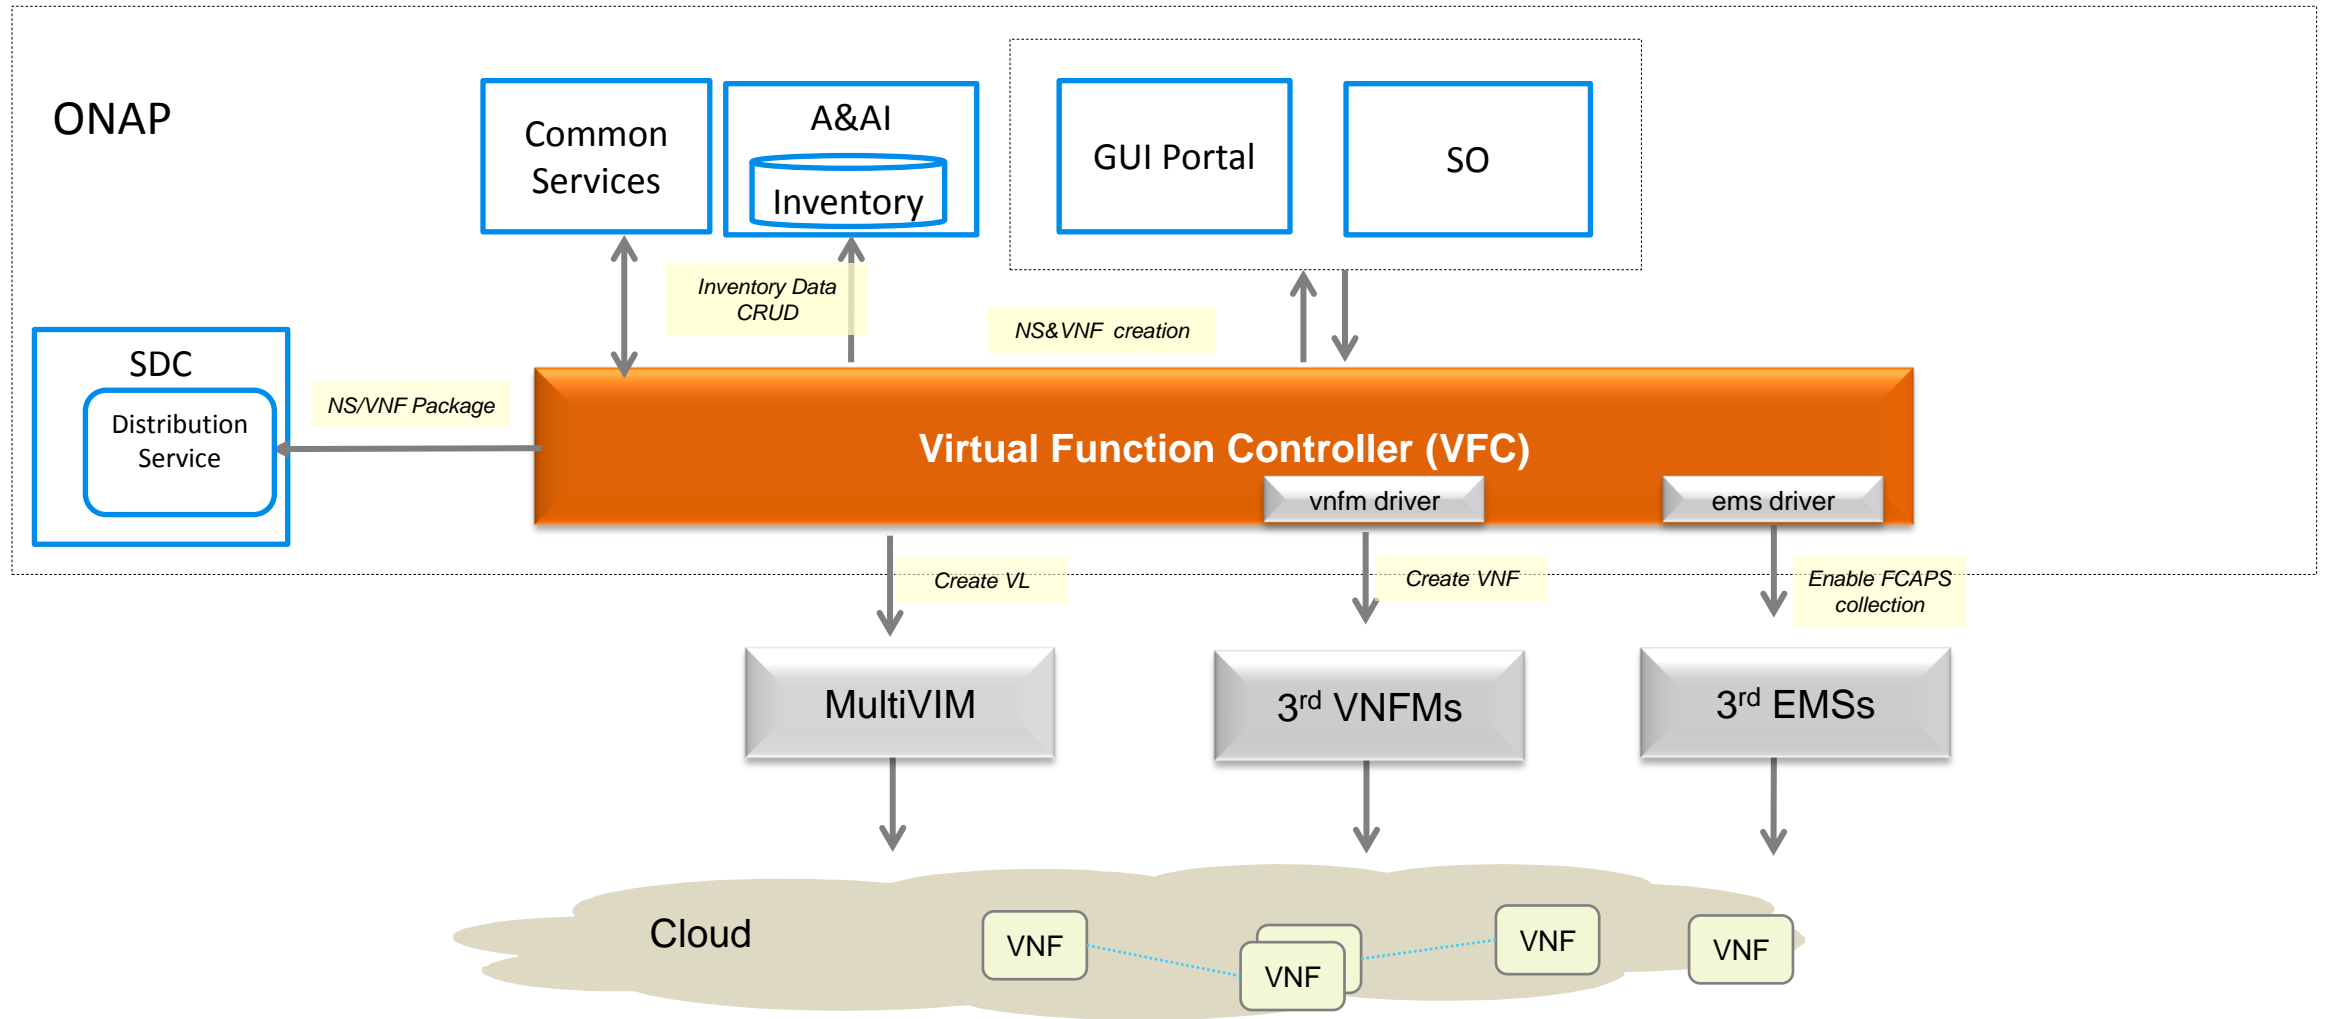 ONAP
Common
Services
A&AI
Inventory
GUI Portal
SO
Inventory Data
CRUD
NS&VNF creation
SDC
Distribution
Service
NS/VNF Package
Virtual Function Controller (VFC)
vnfm driver
ems driver
Create VL
Create VNF
Enable FCAPS
collection
MultiVIM
3rd VNFMs
3rd EMSs
Cloud
VNF
VNF
VNF
VNF